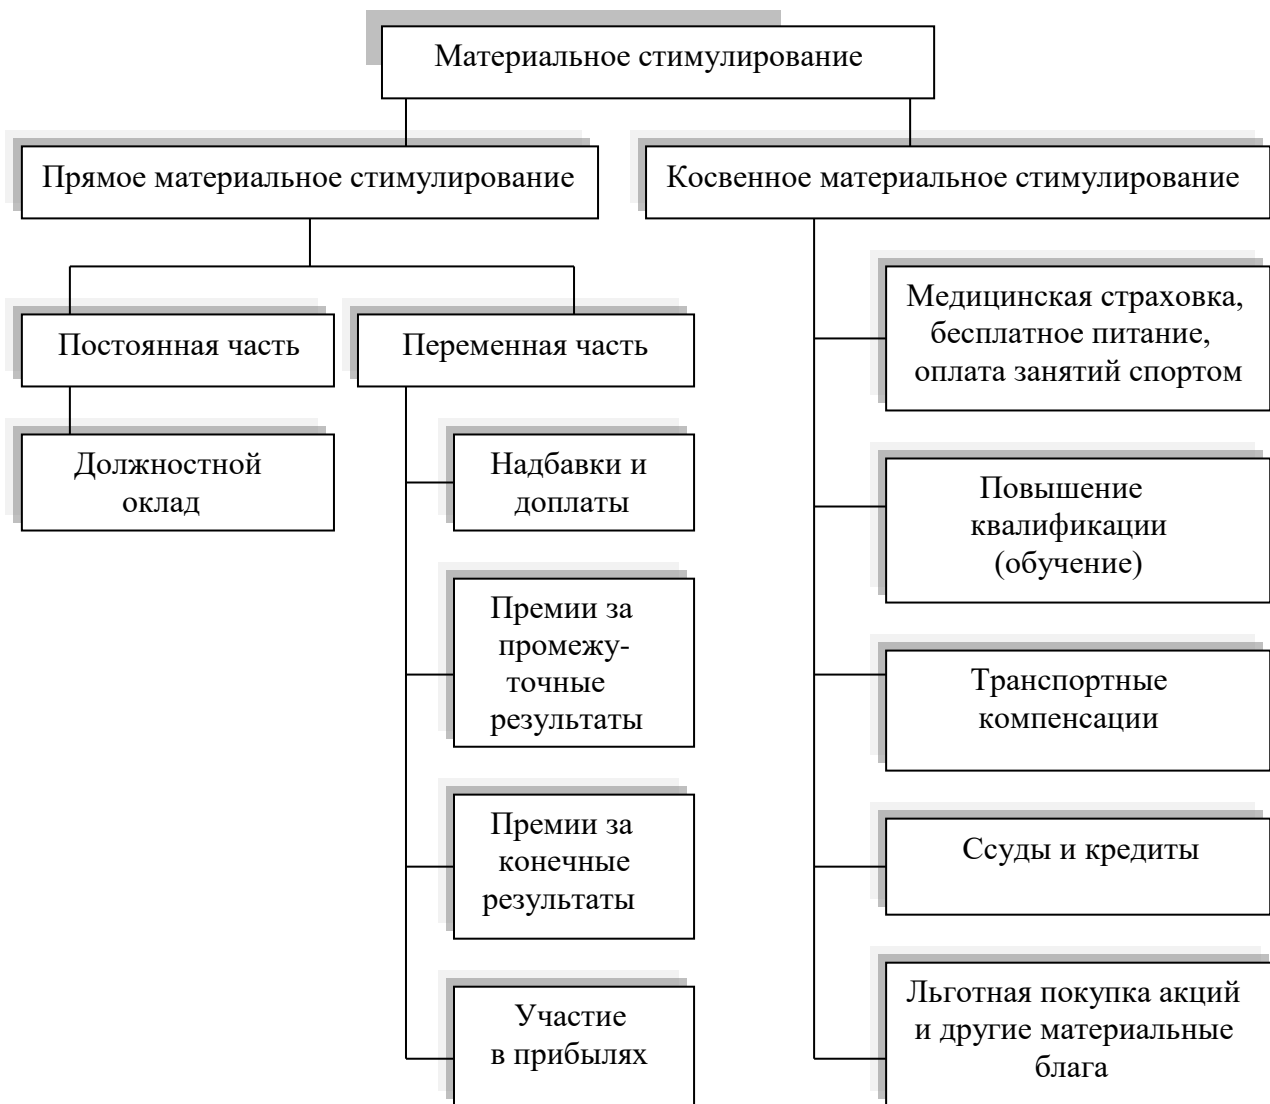 Материальное стимулирование
Прямое материальное стимулирование
Косвенное материальное стимулирование
Постоянная часть
Переменная часть
Должностной
оклад
Надбавки и
доплаты
Премии за
промежу-
точные
результаты
Премии за
конечные
результаты
Участие
в прибылях
Медицинская страховка,
бесплатное питание,
оплата занятий спортом
Повышение
квалификации
(обучение)
Транспортные
компенсации
Ссуды и кредиты
Льготная покупка акций
и другие материальные
блага